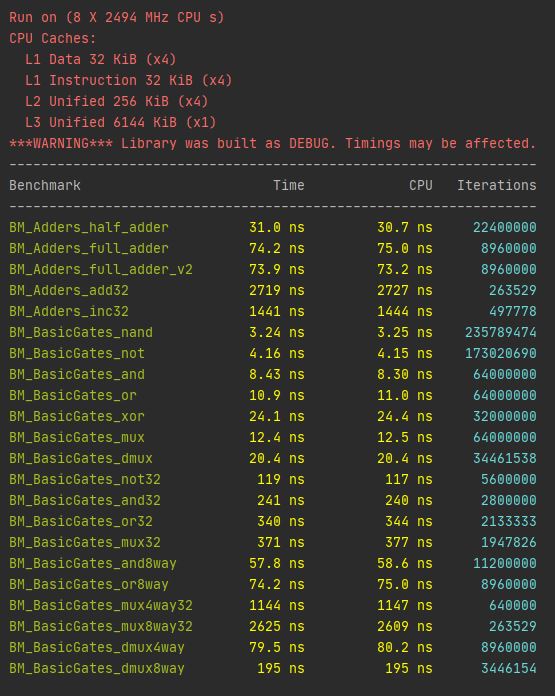 Run on (8 X 2494 MHz CPU s)
CPU Caches:
L1 Data 32 KiB (x4)
L1 Instruction 32 KiB (x4)
L2 Unified 256 KiB (x4)
L3 Unified 6144 KiB (x1)
***WARNING*** Library was built as DEBUG. Timings may be affected.
-------------------------------------------------------------------
Benchmark Time CPU Iterations
-------------------------------------------------------------------
BM_Adders_half_adder 31.0 ns 30.7 ns 22400000
BM_Adders_full_adder 74.2 ns 75.0 ns 8960000
BM_Adders_full_adder_v2 73.9 ns 73.2 ns 8960000
BM_Adders_add32 2719 ns 2727 ns 263529
BM_Adders_inc32 1441 ns 1444 ns 497778
BM_BasicGates_nand 3.24 ns 3.25 ns 235789474
BM_BasicGates_not 4.16 ns 4.15 ns 173020690
BM_BasicGates_and 8.43 ns 8.30 ns 64000000
BM_BasicGates_or 10.9 ns 11.0 ns 64000000
BM_BasicGates_xor 24.1 ns 24.4 ns 32000000
BM_BasicGates_mux 12.4 ns 12.5 ns 64000000
BM_BasicGates_dmux 20.4 ns 20.4 ns 34461538
BM_BasicGates_not32 119 ns 117 ns 5600000
BM_BasicGates_and32 241 ns 240 ns 2800000
BM_BasicGates_or32 340 ns 344 ns 2133333
BM_BasicGates_mux32 371 ns 377 ns 1947826
BM_BasicGates_and8way 57.8 ns 58.6 ns 11200000
BM_BasicGates_or8way 74.2 ns 75.0 ns 8960000
BM_BasicGates_mux4way32 1144 ns 1147 ns 640000
BM_BasicGates_mux8way32 2625 ns 2609 ns 263529
BM_BasicGates_dmux4way 79.5 ns 80.2 ns 8960000
BM_BasicGates_dmux8way 195 ns 195 ns 3446154